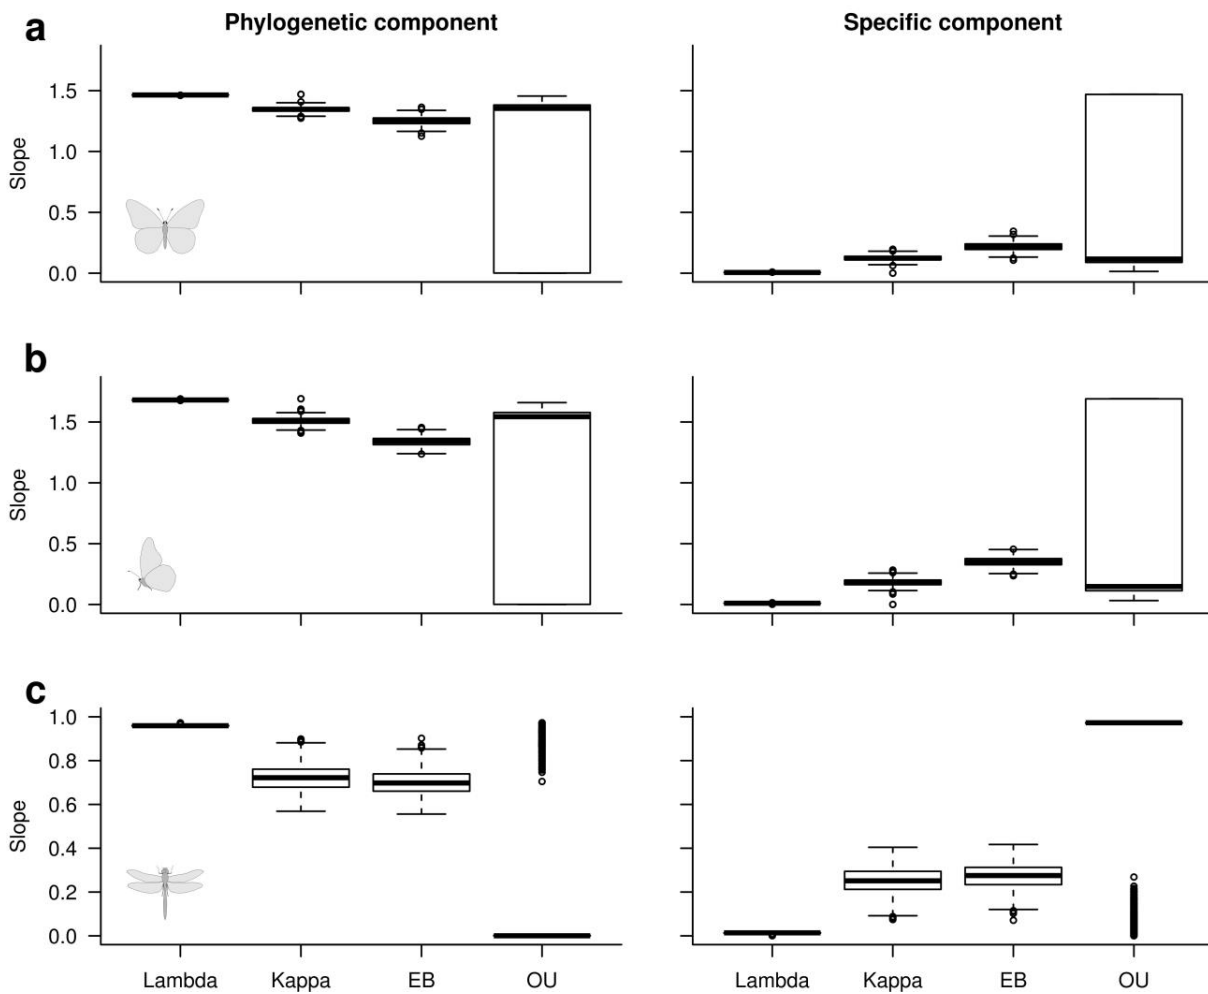 a
Phylogenetic component
Specific component
Slope
1.5
1.0
0.5
0.0
b
Slope
1.5
1.0
0.5
0.0
c
Slope
1.0
0.8
0.6
0.4
0.2
0.0
Lambda Kappa EB OU
Lambda Kappa EB OU